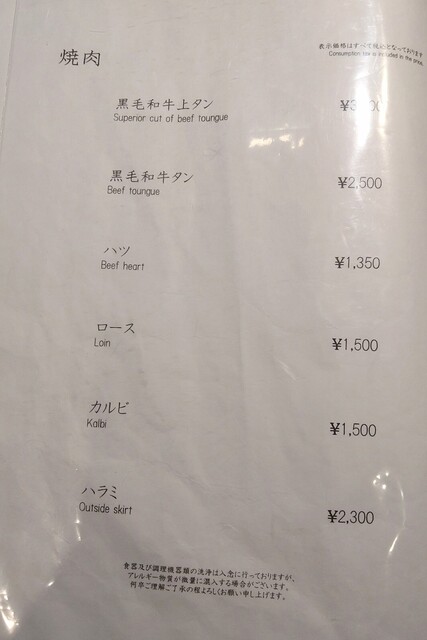 表示価格はすべて税込となっております
Consumption tax is included in the price.
焼肉
黒毛和牛上タン
Superior cut of beef toungue
黒毛和牛タン
Beef toungue
¥2,500
ハツ
Beef heart
¥1,350
ロース
Loin
¥1,500
カルビ
Kalbi
¥1,500
ハラミ
Outside skirt
¥2,300
食器及び調理機器類の洗浄は入念に行っておりますが、
アレルギー物質が微量に混入する場合がございます。
何卒ご理解ご了承の程よろしくお願い申し上げます。